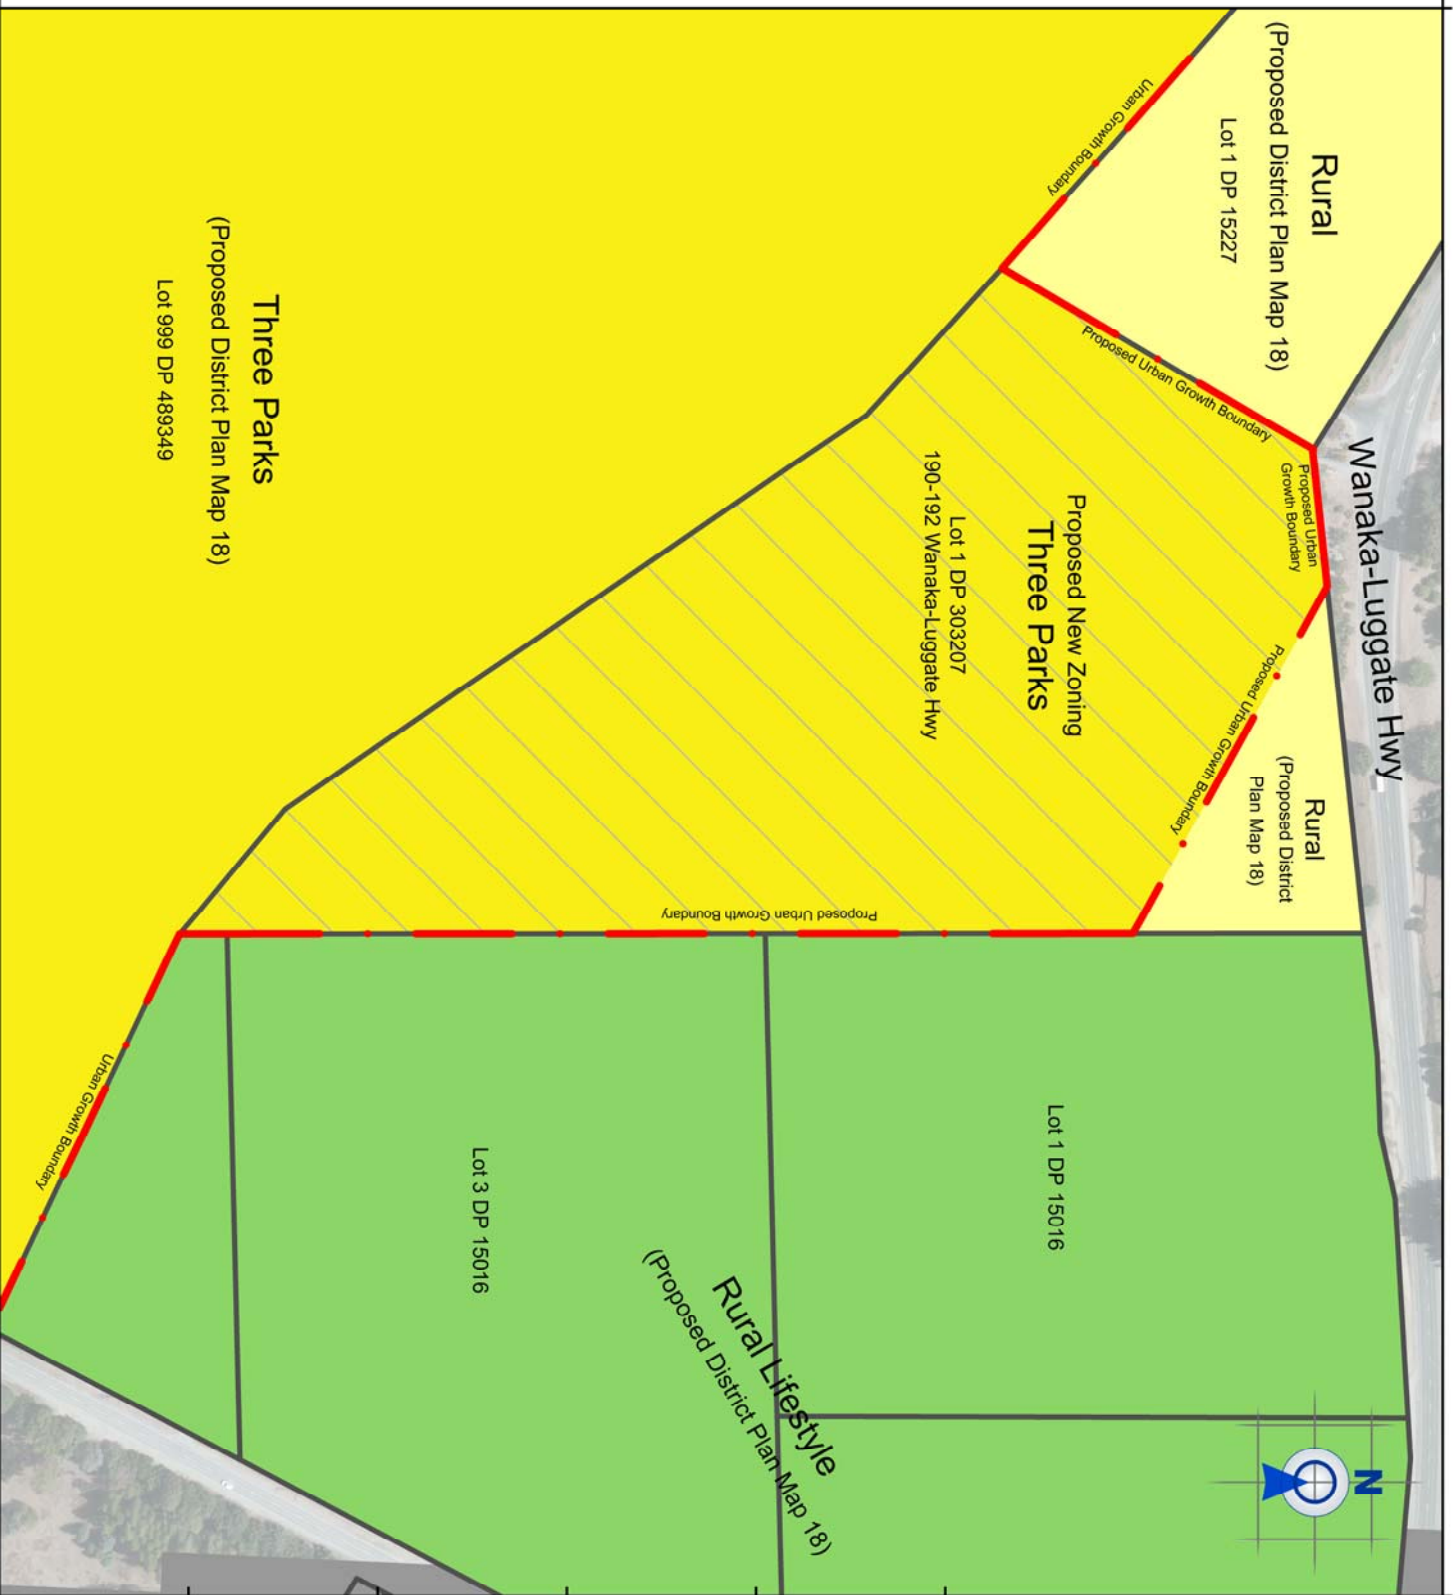 Wanaka-Luggate Hwy
Rural
(Proposed District Plan Map 18)
Lot 1 DP 15227
Urban Growth Boundary
Proposed Urban Growth Boundary
Proposed Urban
Growth Boundary
Proposed Urban Growth Boundary
Rural
(Proposed District
Plan Map 18)
Proposed New Zoning
Three Parks
Lot 1 DP 303207
190-192 Wanaka-Luggate Hwy
Proposed Urban Growth Boundary
Three Parks
(Proposed District Plan Map 18)
Lot 999 DP 489349
Urban Growth Boundary
Lot 1 DP 15016
Lot 3 DP 15016
Rural Lifestyle
(Proposed District Plan Map 18)
N